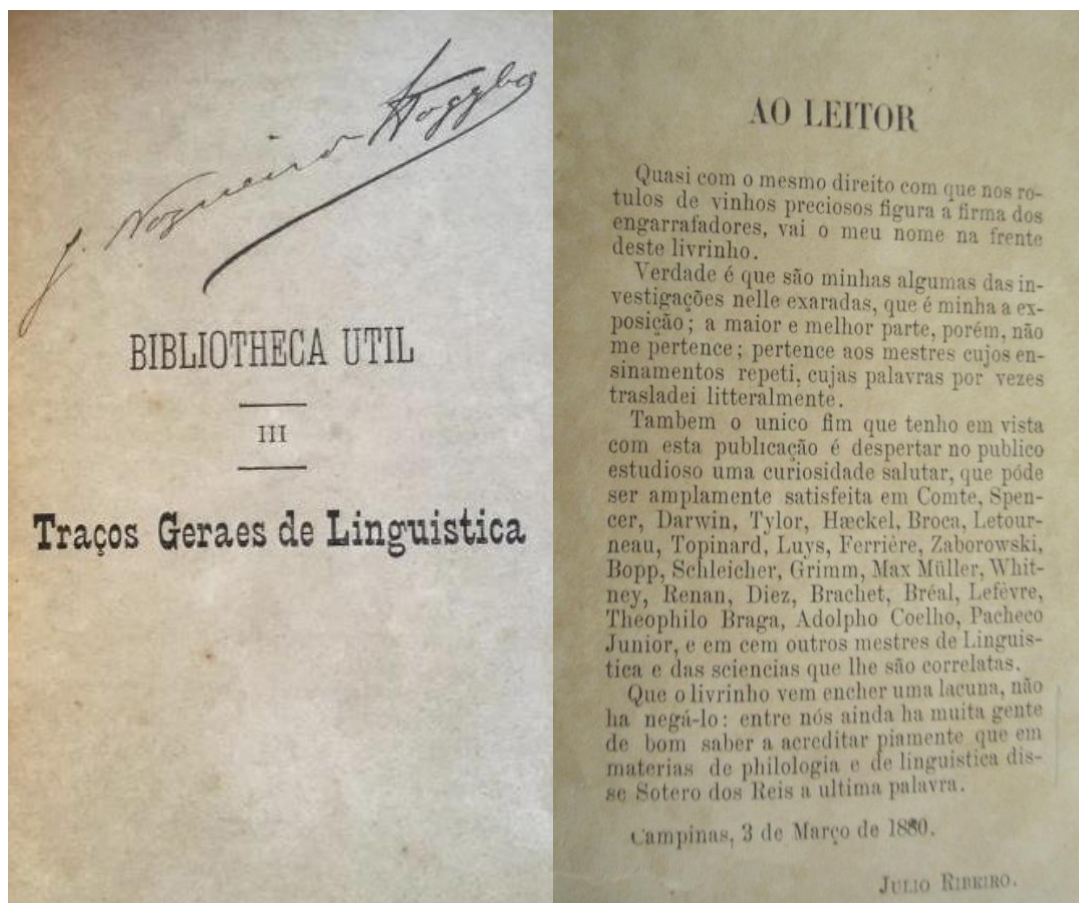 J. Nogueira
BIBLIOTHECA UTIL
III
Traços Geraes de Linguistica
AO LEITOR
Quasi com o mesmo direito com que nos ro-
tulos de vinhos preciosos figura a firma dos
engarrafadores, vai o meu nome na frente
deste livrinho.
Verdade é que são minhas algumas das in-
vestigações nelle exaradas, que é minha a ex-
posição; a maior e melhor parte, porém, não
me pertence; pertence aos mestres cujos en-
sinamentos repeti, cujas palavras por vezes
trasladei litteralmente.
Tambem o unico fim que tenho em vista
com esta publicação é despertar no publico
estudioso uma curiosidade salutar, que póde
ser amplamente satisfeita em Comte, Spen-
cer, Darwin, Tylor, Hæckel, Broca, Letour-
neau, Topinard, Luys, Ferrière, Zaborowski,
Bopp, Schleicher, Grimm, Max Müller, Whit-
ney, Renan, Diez, Brachet, Bréal, Lefèvre,
Theophilo Braga, Adolpho Coelho, Pacheco
Junior, e em cem outros mestres de Linguis-
tica e das sciencias que lhe são correlatas.
Que o livrinho vem encher uma lacuna, não
ha negá-lo: entre nós ainda ha muita gente
de bom saber a acreditar piamente que em
materias de philologia e de linguistica dis-
se Sotero dos Reis a ultima palavra.
Campinas, 3 de Março de 1880.
JULIO RIBEIRO.